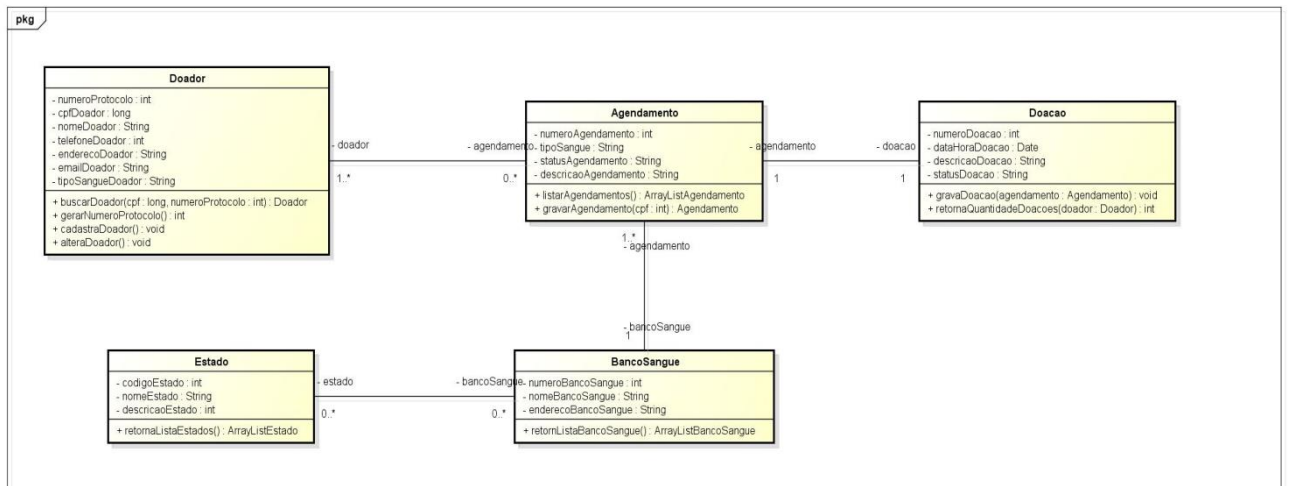 pkg
Doador
- numeroProtocolo : int
- cpfDoador : long
- nomeDoador : String
- telefoneDoador : int
- enderecoDoador : String
- emailDoador : String
- tipoSangueDoador : String
+ buscarDoador(cpf : long, numeroProtocolo : int) : Doador
+ gerarNumeroProtocolo() : int
+ cadastraDoador() : void
+ alteraDoador() : void
- doador
1..*
- agendamento
0..*
Agendamento
- numeroAgendamento : int
- tipoSangue : String
- statusAgendamento : String
- descricaoAgendamento : String
+ listarAgendamentos() : ArrayListAgendamento
+ gravarAgendamento(cpf : int) : Agendamento
- agendamento
1
- doacao
1
Doacao
- numeroDoacao : int
- dataHoraDoacao : Date
- descricaoDoacao : String
- statusDoacao : String
+ gravaDoacao(agendamento : Agendamento) : void
+ retornaQuantidadeDoacoes(doador : Doador) : int
1..*
- agendamento
- bancoSangue
1
Estado
- codigoEstado : int
- nomeEstado : String
- descricaoEstado : int
+ retornaListaEstados() : ArrayListEstado
- estado
0..*
- bancoSangue
0..*
BancoSangue
- numeroBancoSangue : int
- nomeBancoSangue : String
- enderecoBancoSangue : String
+ retornListaBancoSangue() : ArrayListBancoSangue